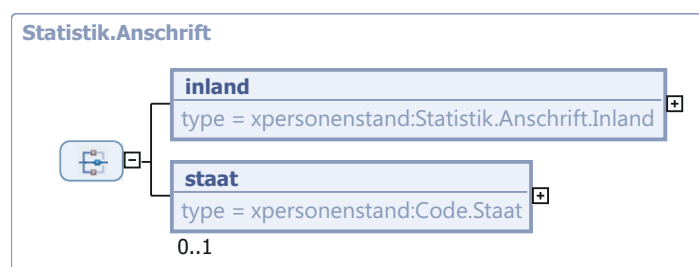 Statistik.Anschrift
inland
type = xpersonenstand:Statistik.Anschrift.Inland
staat
type = xpersonenstand:Code.Staat
0..1